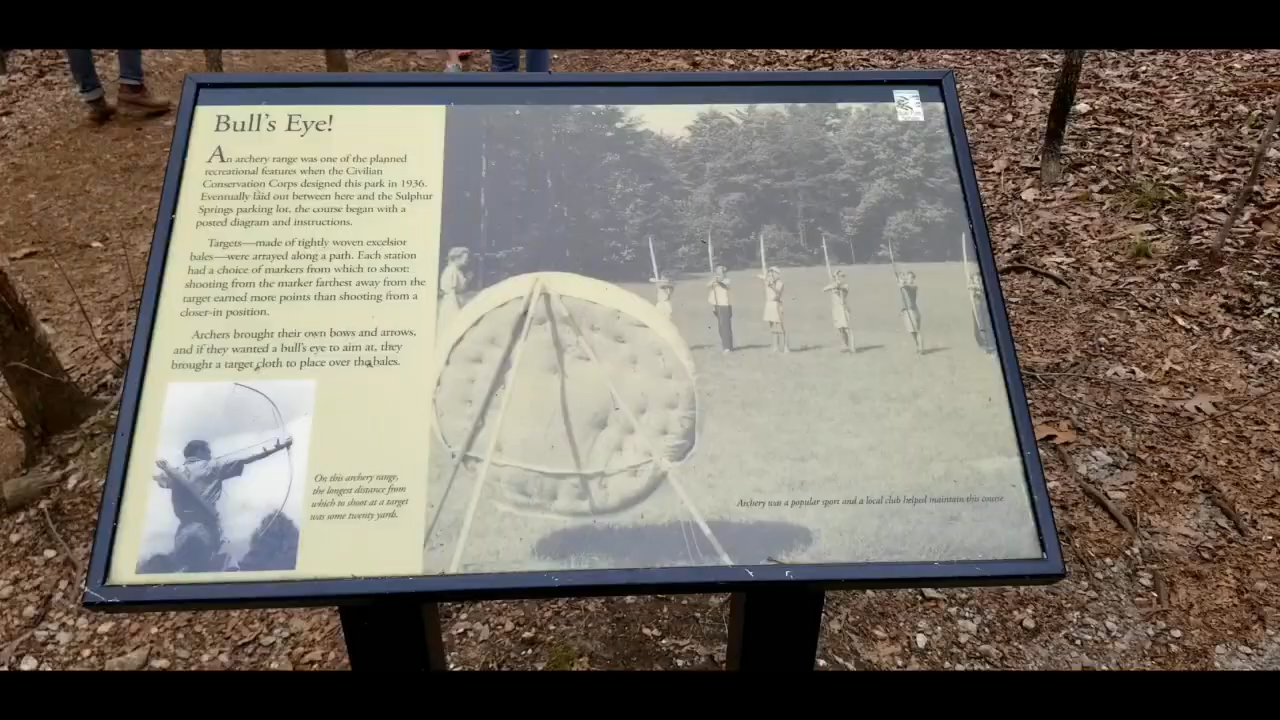 Bull's Eye!
An archery range was one of the planned
recreational features when the Civilian
Conservation Corps designed this park in 1936.
Eventually laid out between here and the Sulphur
Springs parking lot, the course began with a
posted diagram and instructions.
Targets—made of tightly woven excelsior
bales—were arrayed along a path. Each station
had a choice of markers from which to shoot:
shooting from the marker farthest away from the
target earned more points than shooting from a
closer-in position.
Archers brought their own bows and arrows,
and if they wanted a bull's eye to aim at, they
brought a target cloth to place over the bales.
On this archery range,
the longest distance from
which to shoot at a target
was some twenty yards.
Archery was a popular sport and a local club helped maintain this course